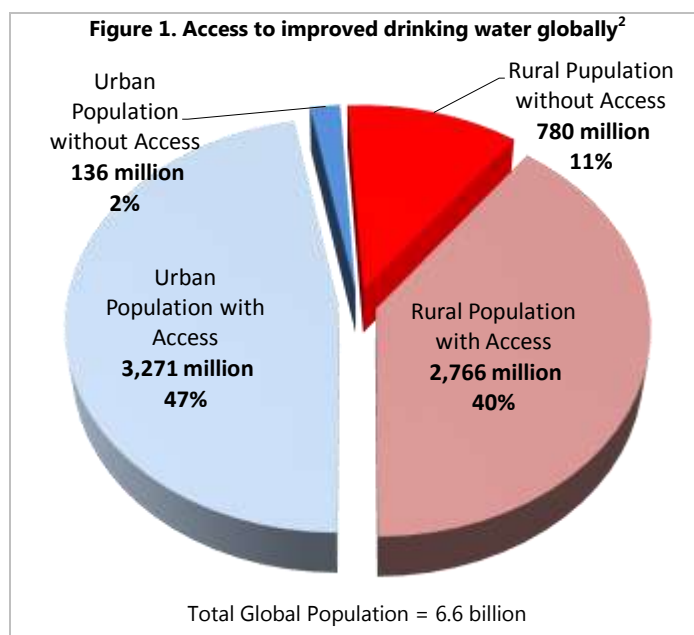 Figure 1. Access to improved drinking water globally2
Urban
Population
without Access
136 million
2%
Rural Pupulation
without Access
780 million
11%
Urban
Population with
Access
3,271 million
47%
Rural Population
with Access
2,766 million
40%
Total Global Population = 6.6 billion